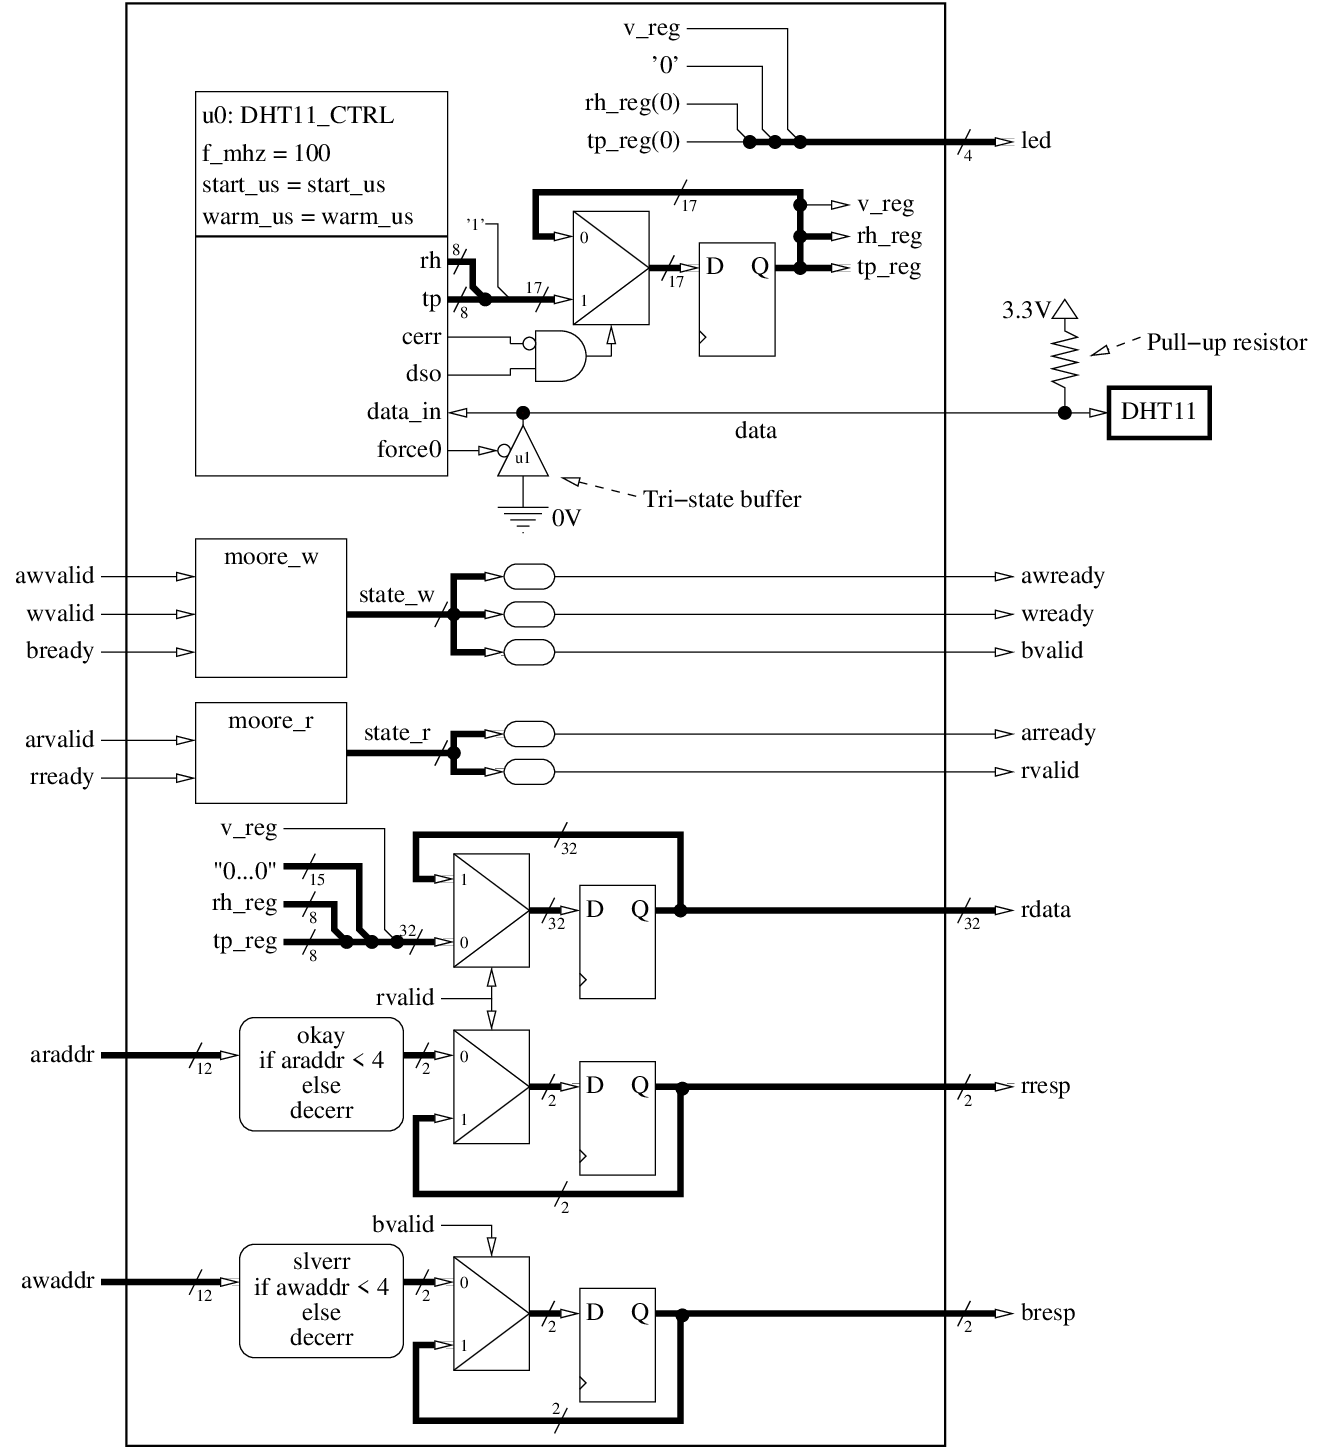 v_reg
'0'
rh_reg(0)
tp_reg(0)
4
led
u0: DHT11_CTRL
f_mhz = 100
start_us = start_us
warm_us = warm_us
17
v_reg
rh_reg
tp_reg
'1'
0
rh
8
17
D
Q
tp
8
17
1
cerr
dso
3.3V
Pull-up resistor
data_in
data
DHT11
force0
u1
Tri-state buffer
0V
moore_w
awvalid
wvalid
bready
state_w
awready
wready
bvalid
moore_r
arvalid
rready
state_r
arready
rvalid
v_reg
32
"0...0"
15
1
rh_reg
8
32
D
Q
32
rdata
tp_reg
8
32
0
rvalid
araddr
12
okay
if araddr < 4
else
decerr
2
0
1
2
D
Q
2
rresp
2
bvalid
awaddr
12
slverr
if awaddr < 4
else
decerr
2
0
1
2
D
Q
2
bresp
2